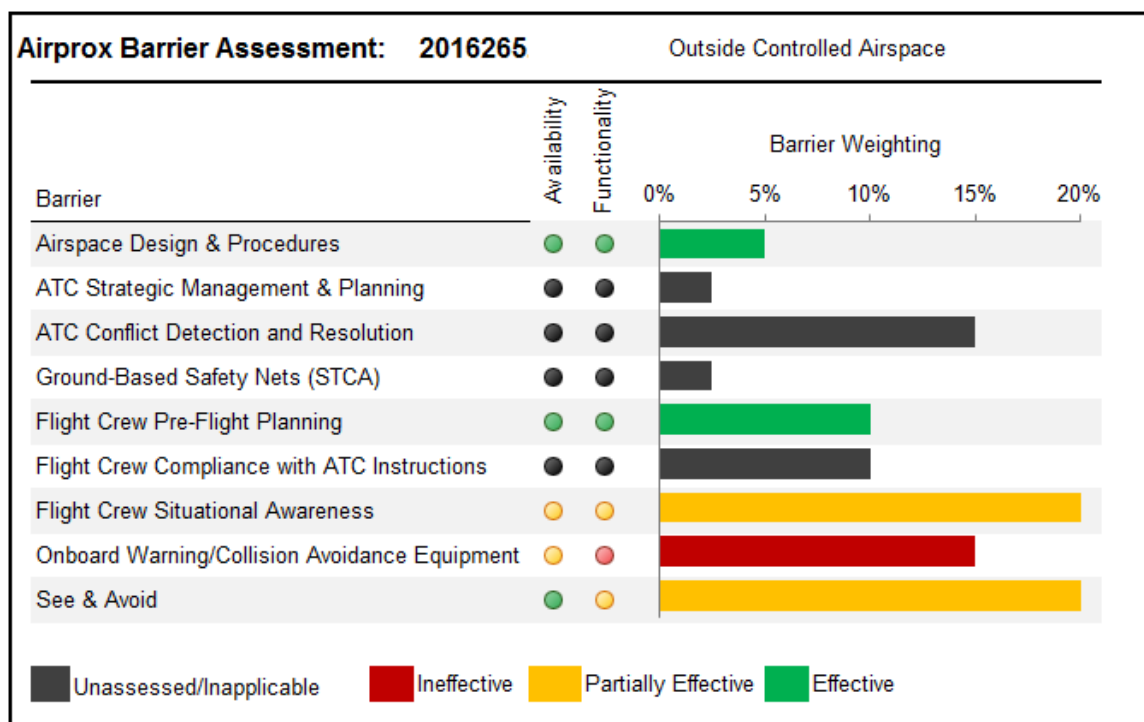 Airprox Barrier Assessment: 2016265 Outside Controlled Airspace
Barrier
Availability
Functionality
Barrier Weighting
0% 5% 10% 15% 20%
Airspace Design & Procedures
ATC Strategic Management & Planning
ATC Conflict Detection and Resolution
Ground-Based Safety Nets (STCA)
Flight Crew Pre-Flight Planning
Flight Crew Compliance with ATC Instructions
Flight Crew Situational Awareness
Onboard Warning/Collision Avoidance Equipment
See & Avoid
Unassessed/Inapplicable Ineffective Partially Effective Effective